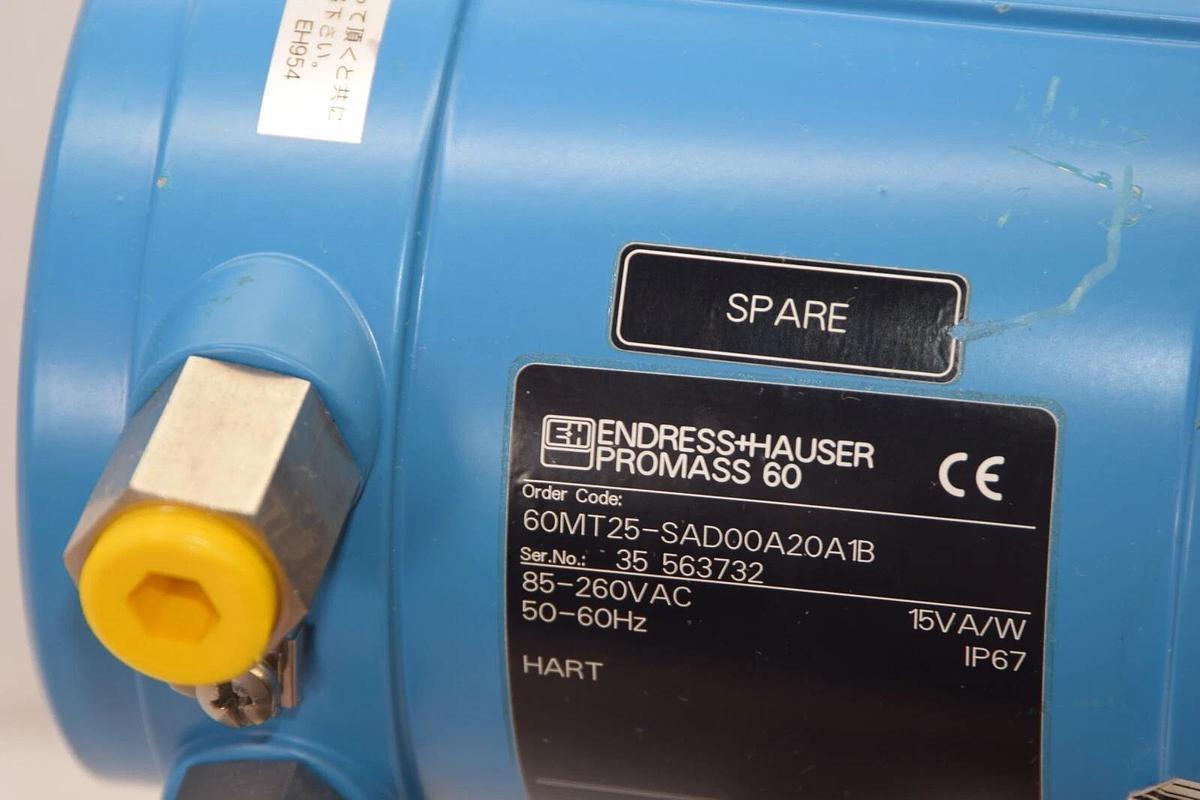 て頂くと共に
下さい。
EH954
SPARE
E+H ENDRESS+HAUSER
PROMASS 60
CE
Order Code:
60MT25-SAD00A20A1B
Ser.No.: 35 563732
85-260VAC
15VA/W
50-60Hz
IP67
HART